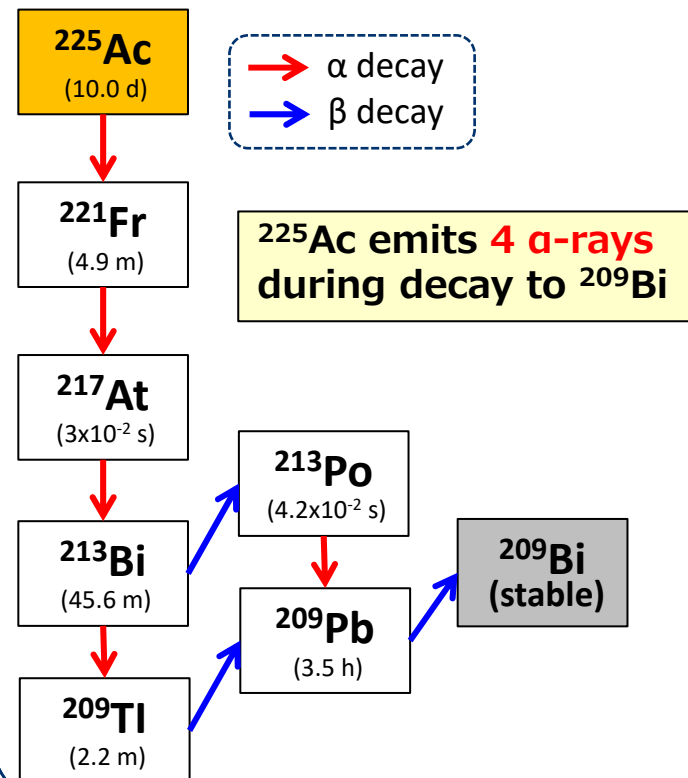 ²²⁵Ac
(10.0 d)
α decay
β decay
²²¹Fr
(4.9 m)
²²⁵Ac emits 4 α-rays
during decay to ²⁰⁹Bi
²¹⁷At
(3x10⁻² s)
²¹³Po
(4.2x10⁻² s)
²¹³Bi
(45.6 m)
²⁰⁹Bi
(stable)
²⁰⁹Pb
(3.5 h)
²⁰⁹Tl
(2.2 m)